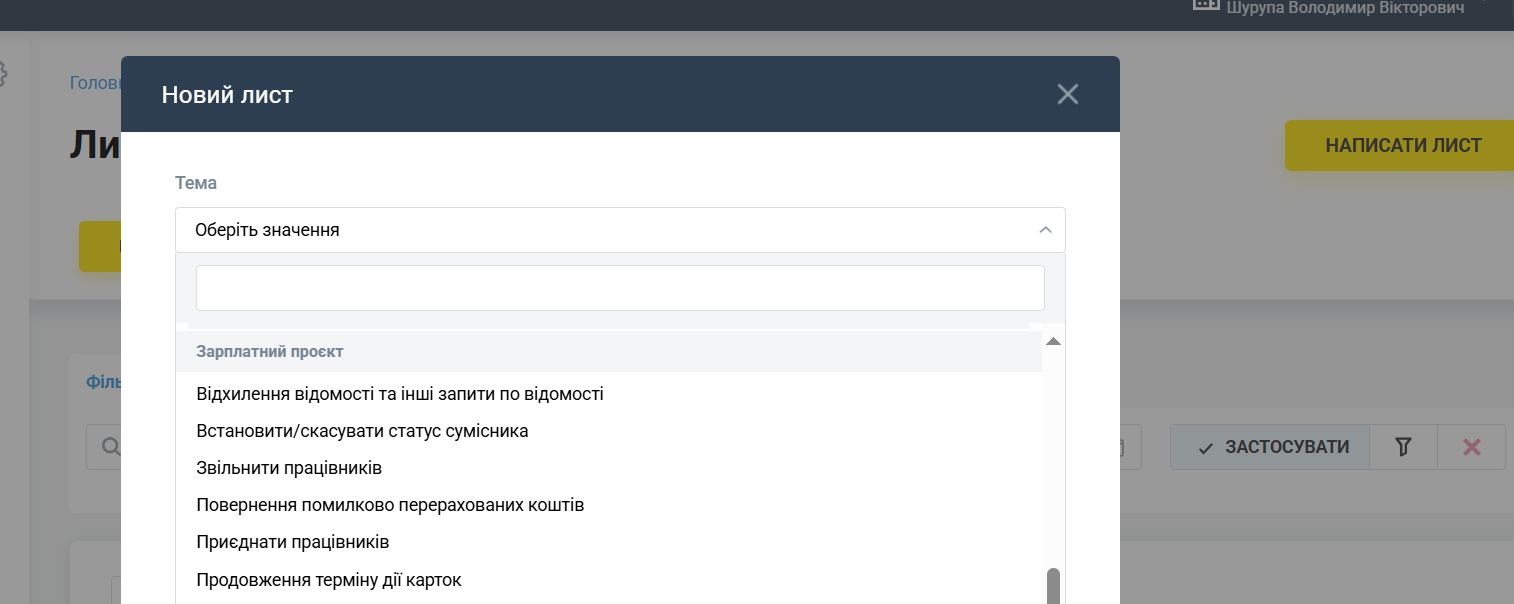 Шурупа Володимир Вікторович
Новий лист
НАПИСАТИ ЛИСТ
Тема
Оберіть значення
Зарплатний проєкт
Відхилення відомості та інші запити по відомості
Встановити/скасувати статус сумісника
ЗАСТОСУВАТИ
Звільнити працівників
Повернення помилково перерахованих коштів
Приєднати працівників
Продовження терміну дії карток